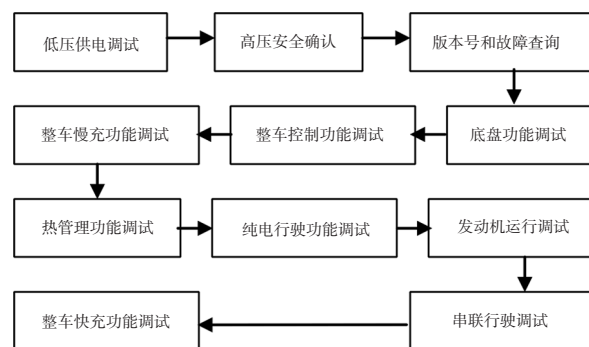 低压供电调试
高压安全确认
版本号和故障查询
底盘功能调试
整车控制功能调试
整车慢充功能调试
热管理功能调试
纯电行驶功能调试
发动机运行调试
串联行驶调试
整车快充功能调试